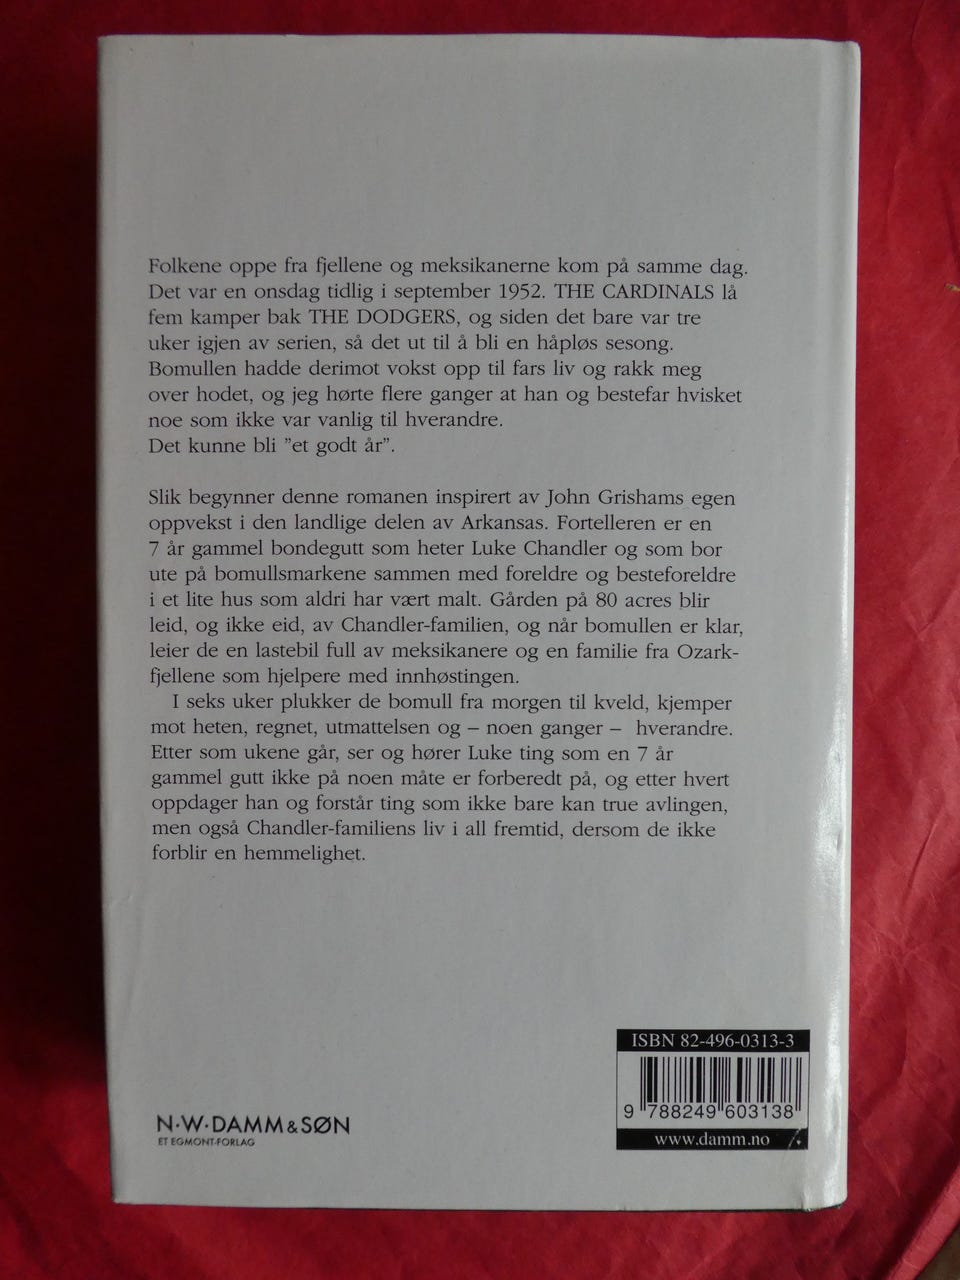 Folkene oppe fra fjellene og meksikanerne kom på samme dag.
Det var en onsdag tidlig i september 1952. THE CARDINALS lå
fem kamper bak THE DODGERS, og siden det bare var tre
uker igjen av serien, så det ut til å bli en håpløs sesong.
Bomullen hadde derimot vokst opp til fars liv og rakk meg
over hodet, og jeg hørte flere ganger at han og bestefar hvisket
noe som ikke var vanlig til hverandre.
Det kunne bli ”et godt år”.
Slik begynner denne romanen inspirert av John Grishams egen
oppvekst i den landlige delen av Arkansas. Fortelleren er en
7 år gammel bondegutt som heter Luke Chandler og som bor
ute på bomullsmarkene sammen med foreldre og besteforeldre
i et lite hus som aldri har vært malt. Gården på 80 acres blir
leid, og ikke eid, av Chandler-familien, og når bomullen er klar,
leier de en lastebil full av meksikanere og en familie fra Ozark-
fjellene som hjelpere med innhøstingen.
I seks uker plukker de bomull fra morgen til kveld, kjemper
mot heten, regnet, utmattelsen og – noen ganger – hverandre.
Etter som ukene går, ser og hører Luke ting som en 7 år
gammel gutt ikke på noen måte er forberedt på, og etter hvert
oppdager han og forstår ting som ikke bare kan true avlingen,
men også Chandler-familiens liv i all fremtid, dersom de ikke
forblir en hemmelighet.
ISBN 82-496-0313-3
9 788249 603138
www.damm.no
N·W·DAMM & SØN
ET EGMONT-FORLAG